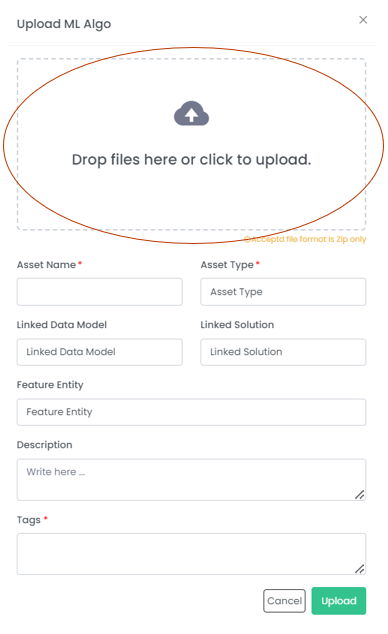 Upload ML Algo
Drop files here or click to upload.
Acceptd file format is Zip only
Asset Name *
Asset Type *
Asset Type
Linked Data Model
Linked Solution
Linked Data Model
Linked Solution
Feature Entity
Feature Entity
Description
Write here ...
Tags *
Cancel
Upload